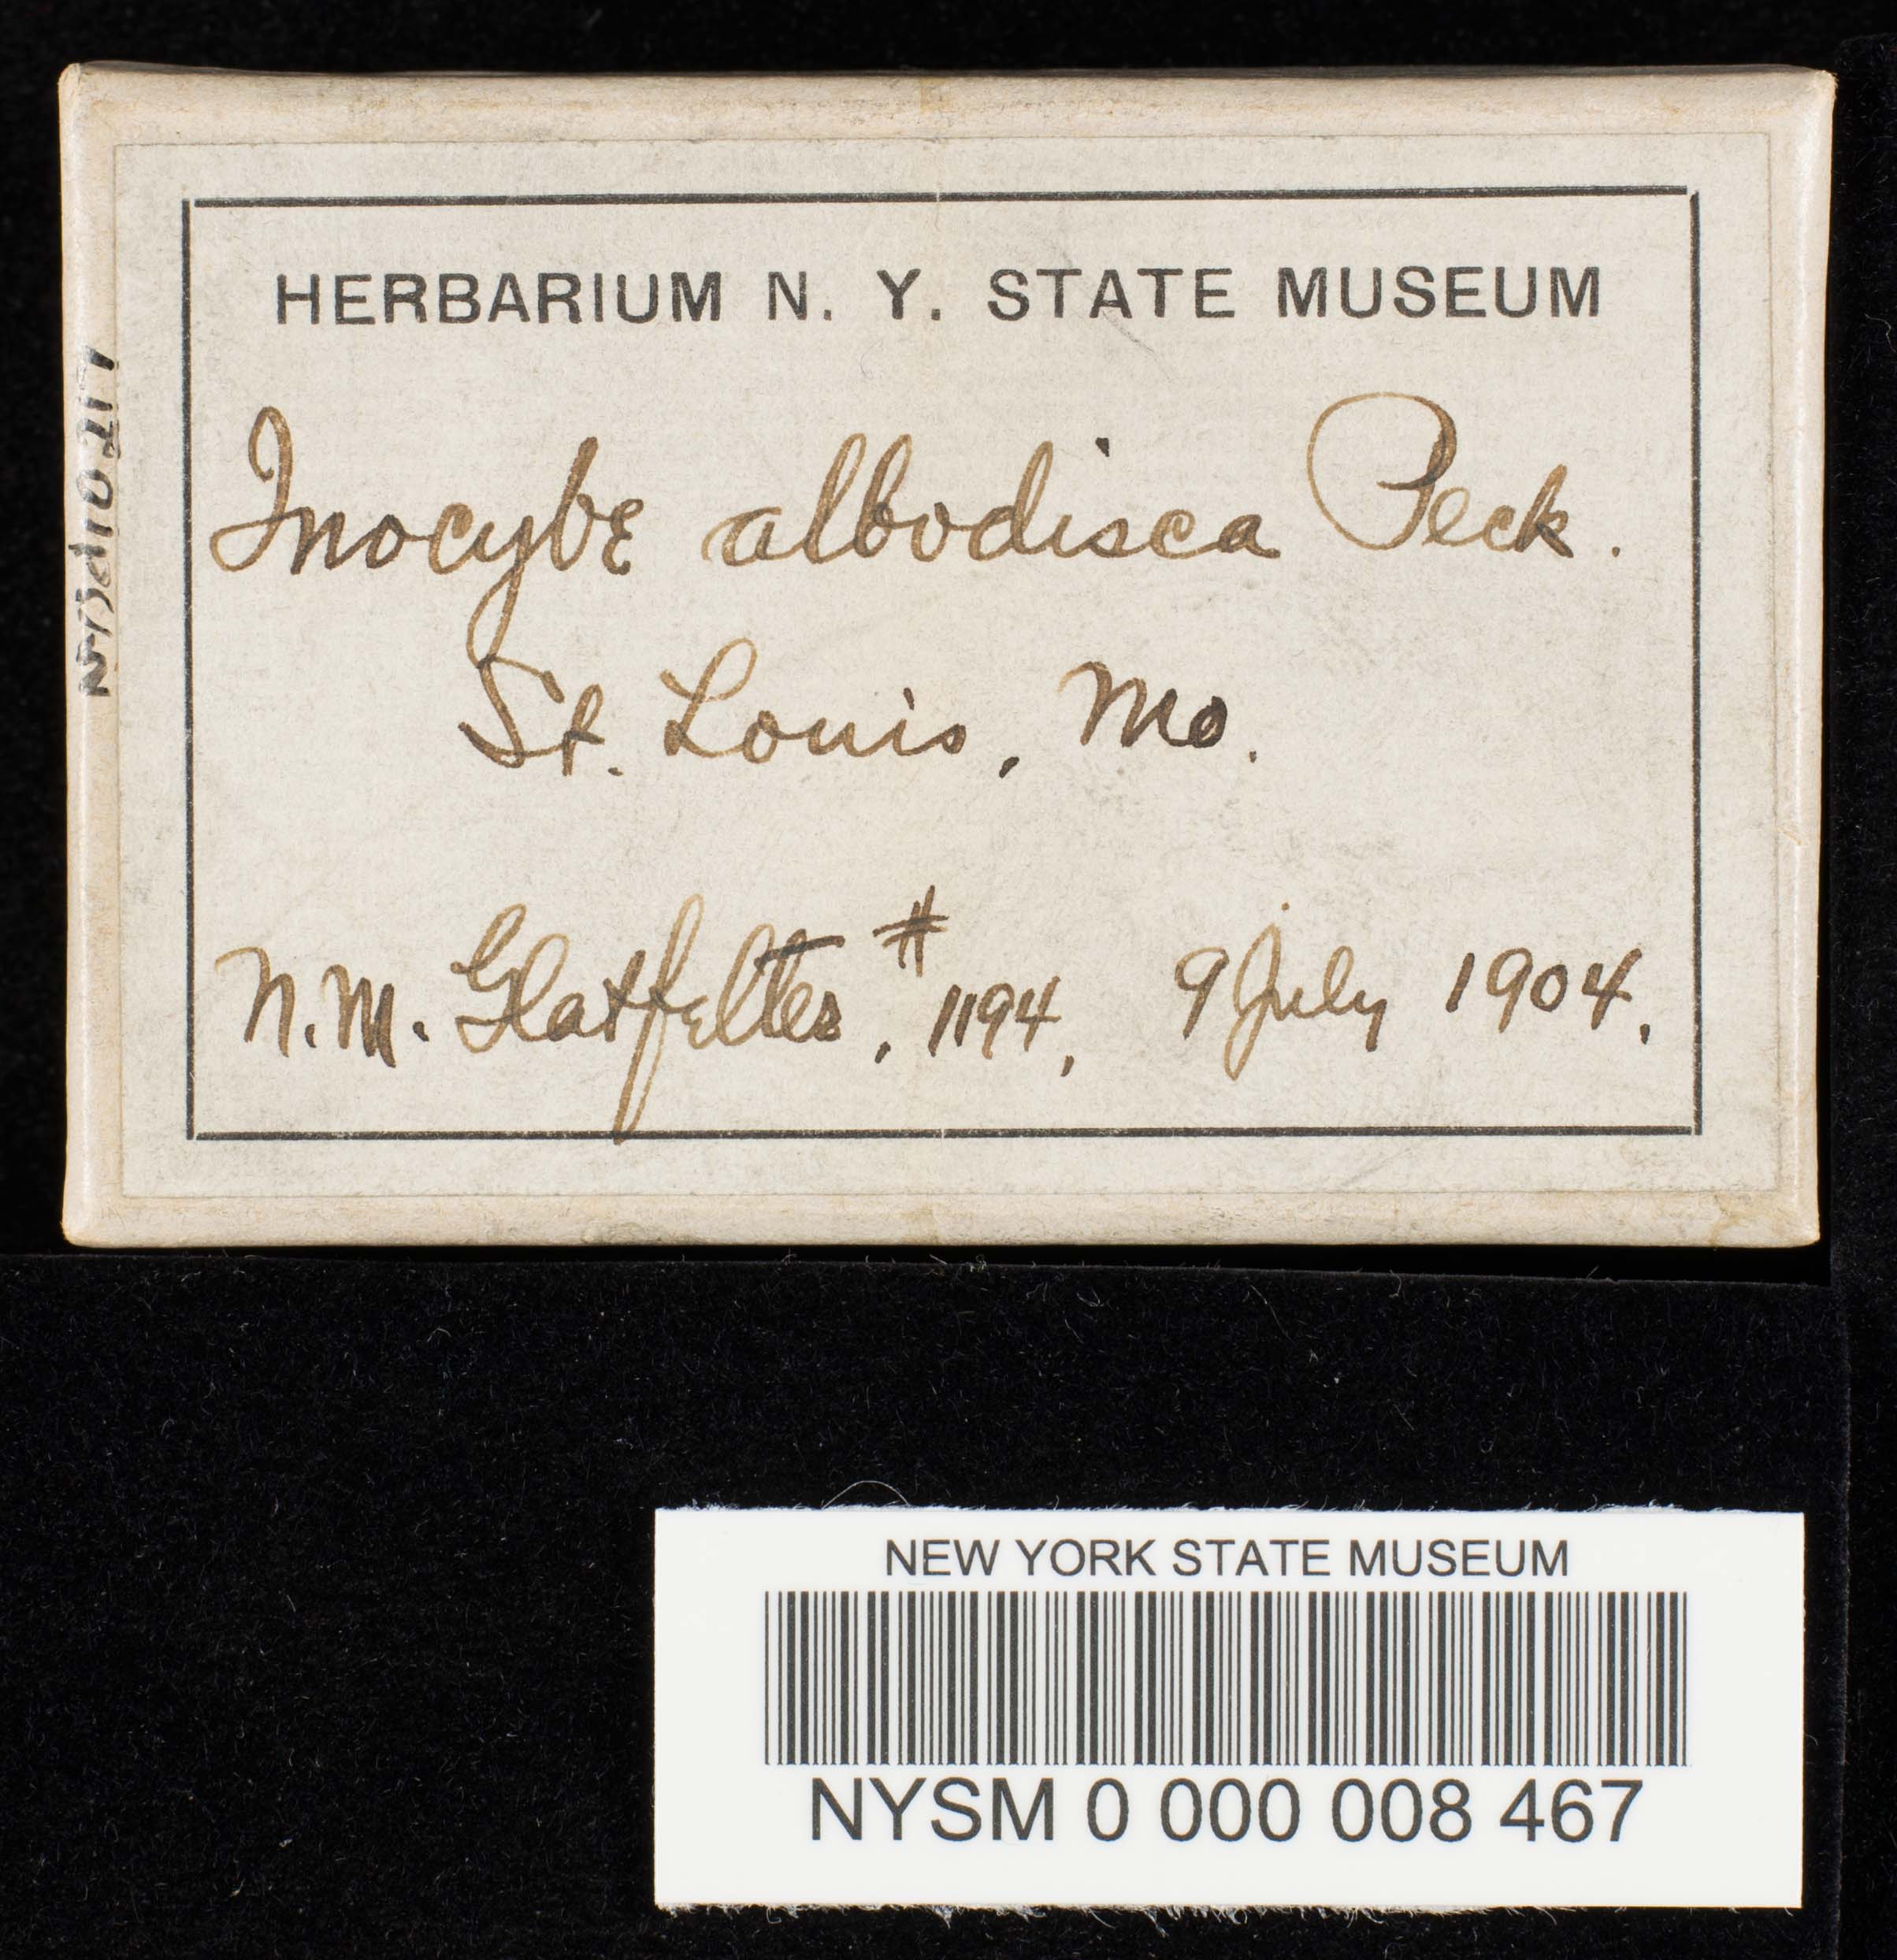 HERBARIUM N. Y. STATE MUSEUM
Inocybe albodisca Peck.
St. Louis, Mo.
N.M. Glatfelter, #1194, 9 July 1904.
NEW YORK STATE MUSEUM
NYSM 0 000 008 467